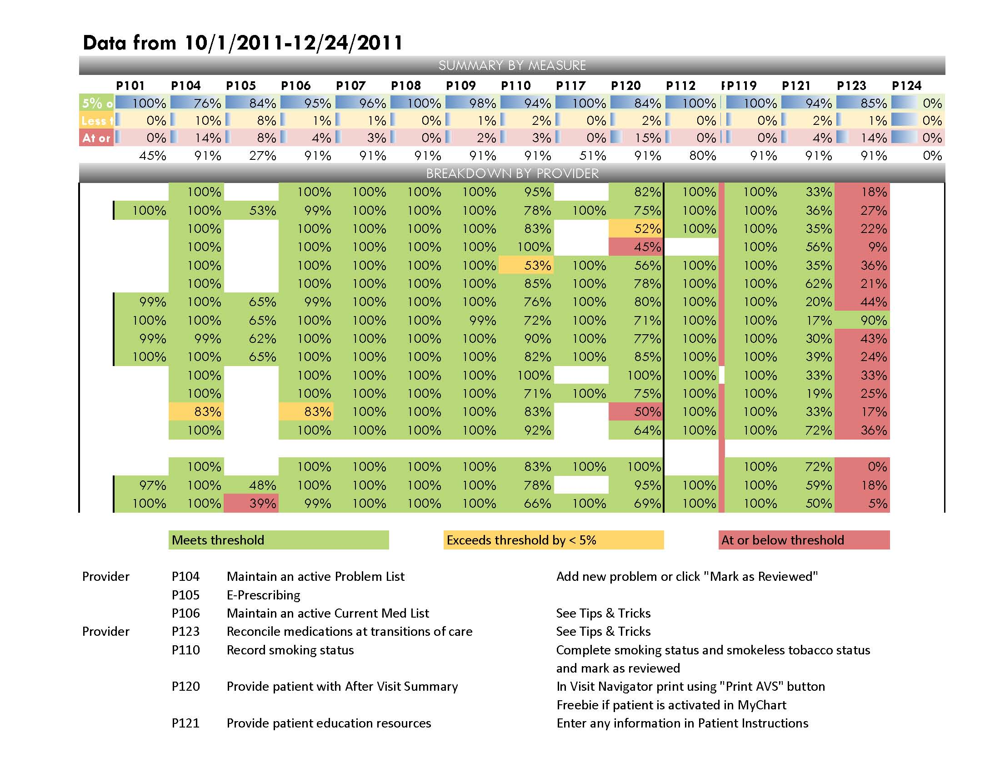 Data from 10/1/2011-12/24/2011
SUMMARY BY MEASURE
P101 P104 P105 P106 P107 P108 P109 P110 P117 P120 P112 P119 P121 P123 P124
5% o 100% 76% 84% 95% 96% 100% 98% 94% 100% 84% 100% 100% 94% 85% 0%
Less t 0% 10% 8% 1% 1% 0% 1% 2% 0% 2% 0% 0% 2% 1% 0%
At or 0% 14% 8% 4% 3% 0% 2% 3% 0% 15% 0% 0% 4% 14% 0%
45% 91% 27% 91% 91% 91% 91% 91% 51% 91% 80% 91% 91% 91% 0%
BREAKDOWN BY PROVIDER
100% 100% 100% 100% 100% 95% 82% 100% 100% 33% 18%
100% 100% 53% 99% 100% 100% 100% 78% 100% 75% 100% 100% 36% 27%
100% 100% 100% 100% 100% 83% 52% 100% 100% 35% 22%
100% 100% 100% 100% 100% 100% 45% 100% 56% 9%
100% 100% 100% 100% 100% 53% 100% 56% 100% 100% 35% 36%
100% 100% 100% 100% 100% 85% 100% 78% 100% 100% 62% 21%
99% 100% 65% 99% 100% 100% 100% 76% 100% 80% 100% 100% 20% 44%
100% 100% 65% 100% 100% 100% 99% 72% 100% 71% 100% 100% 17% 90%
99% 99% 62% 100% 100% 100% 100% 90% 100% 77% 100% 100% 30% 43%
100% 100% 65% 100% 100% 100% 100% 82% 100% 85% 100% 100% 39% 24%
100% 100% 100% 100% 100% 100% 100% 100% 100% 33% 33%
100% 100% 100% 100% 100% 71% 100% 75% 100% 100% 19% 25%
83% 83% 100% 100% 100% 83% 50% 100% 100% 33% 17%
100% 100% 100% 100% 100% 92% 64% 100% 100% 72% 36%
100% 100% 100% 100% 100% 83% 100% 100% 100% 72% 0%
97% 100% 48% 100% 100% 100% 100% 78% 95% 100% 100% 59% 18%
100% 100% 39% 99% 100% 100% 100% 66% 100% 69% 100% 100% 50% 5%
Meets threshold Exceeds threshold by < 5% At or below threshold
Provider P104 Maintain an active Problem List Add new problem or click "Mark as Reviewed"
P105 E-Prescribing
P106 Maintain an active Current Med List See Tips & Tricks
Provider P123 Reconcile medications at transitions of care See Tips & Tricks
P110 Record smoking status Complete smoking status and smokeless tobacco status
and mark as reviewed
P120 Provide patient with After Visit Summary In Visit Navigator print using "Print AVS" button
Freebie if patient is activated in MyChart
P121 Provide patient education resources Enter any information in Patient Instructions